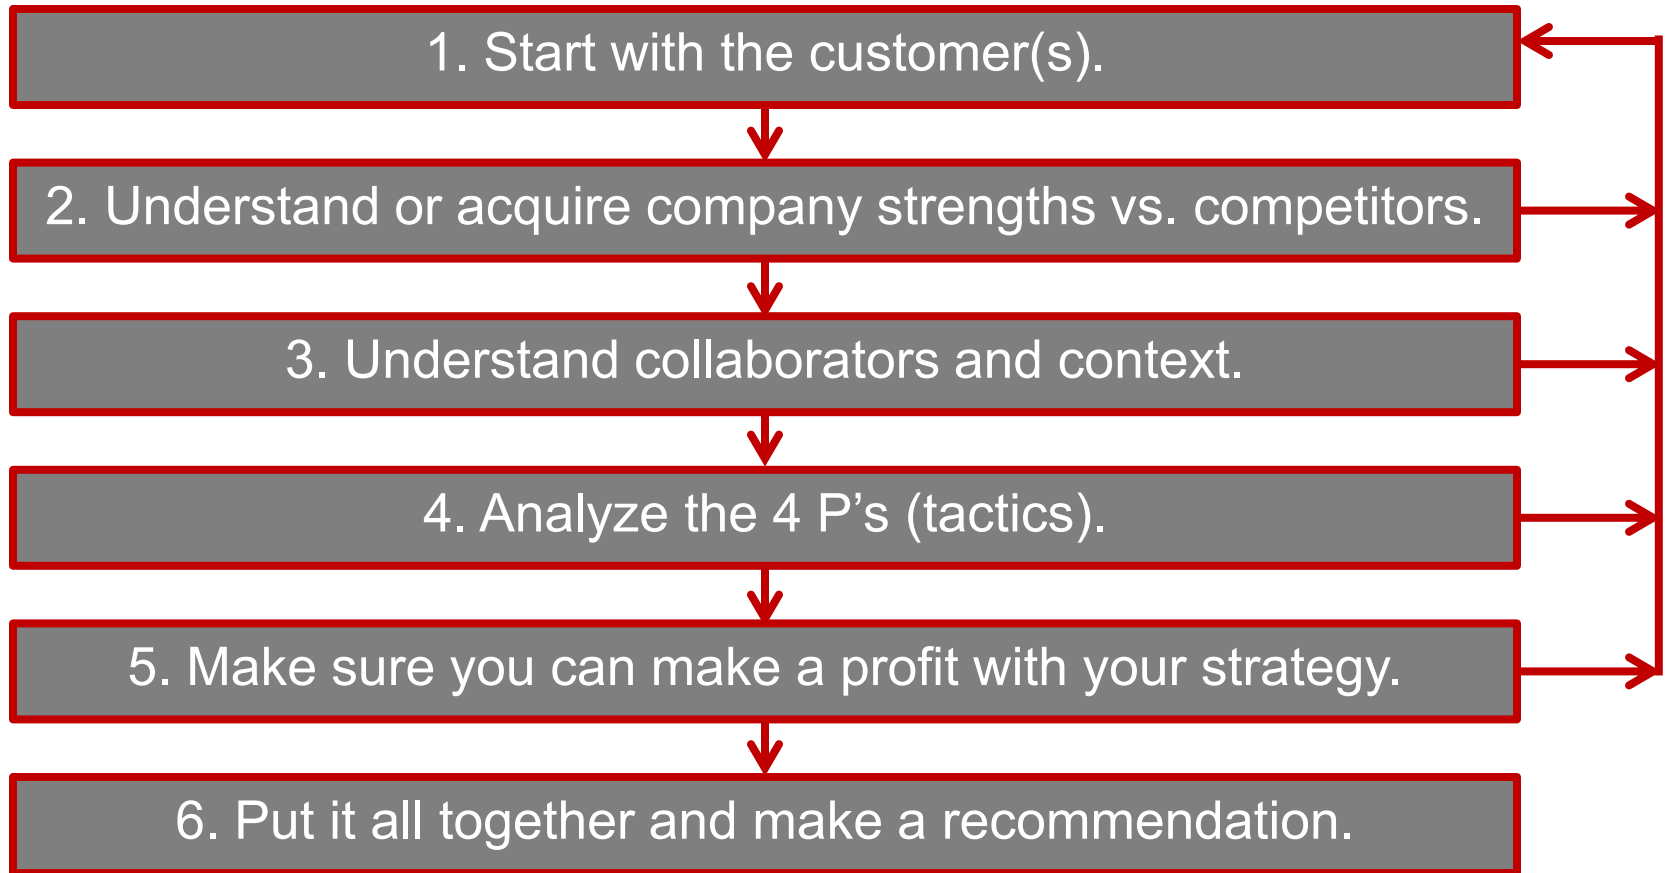 1. Start with the customer(s).
2. Understand or acquire company strengths vs. competitors.
3. Understand collaborators and context.
4. Analyze the 4 P’s (tactics).
5. Make sure you can make a profit with your strategy.
6. Put it all together and make a recommendation.